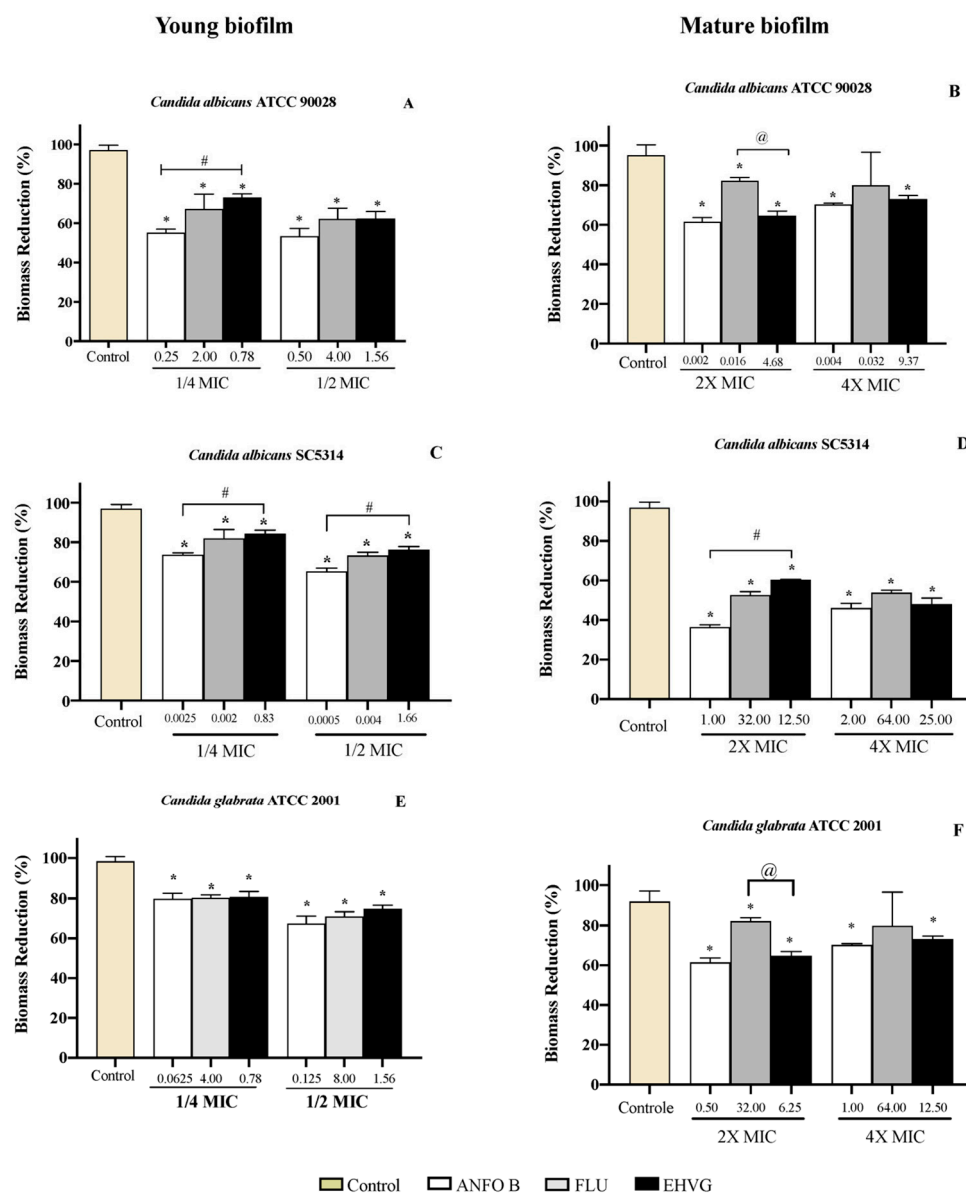 Young biofilm
Mature biofilm
Candida albicans ATCC 90028
A
Biomass Reduction (%)
100
80
60
40
20
0
#
* * * * * *
Control
0.25 2.00 0.78 0.50 4.00 1.56
1/4 MIC 1/2 MIC
Candida albicans ATCC 90028
B
Biomass Reduction (%)
100
80
60
40
20
0
@
* * * * *
Control
0.002 0.016 4.68 0.004 0.032 9.37
2X MIC 4X MIC
Candida albicans SC5314
C
Biomass Reduction (%)
100
80
60
40
20
0
# #
* * * * * *
Control
0.0025 0.002 0.83 0.0005 0.004 1.66
1/4 MIC 1/2 MIC
Candida albicans SC5314
D
Biomass Reduction (%)
100
80
60
40
20
0
#
* * * * * *
Control
1.00 32.00 12.50 2.00 64.00 25.00
2X MIC 4X MIC
Candida glabrata ATCC 2001
E
Biomass Reduction (%)
100
80
60
40
20
0
* * * * * *
Control
0.0625 4.00 0.78 0.125 8.00 1.56
1/4 MIC 1/2 MIC
Candida glabrata ATCC 2001
F
Biomass Reduction (%)
100
80
60
40
20
0
@
* * * * *
Controle
0.50 32.00 6.25 1.00 64.00 12.50
2X MIC 4X MIC
Control ANFO B FLU EHVG